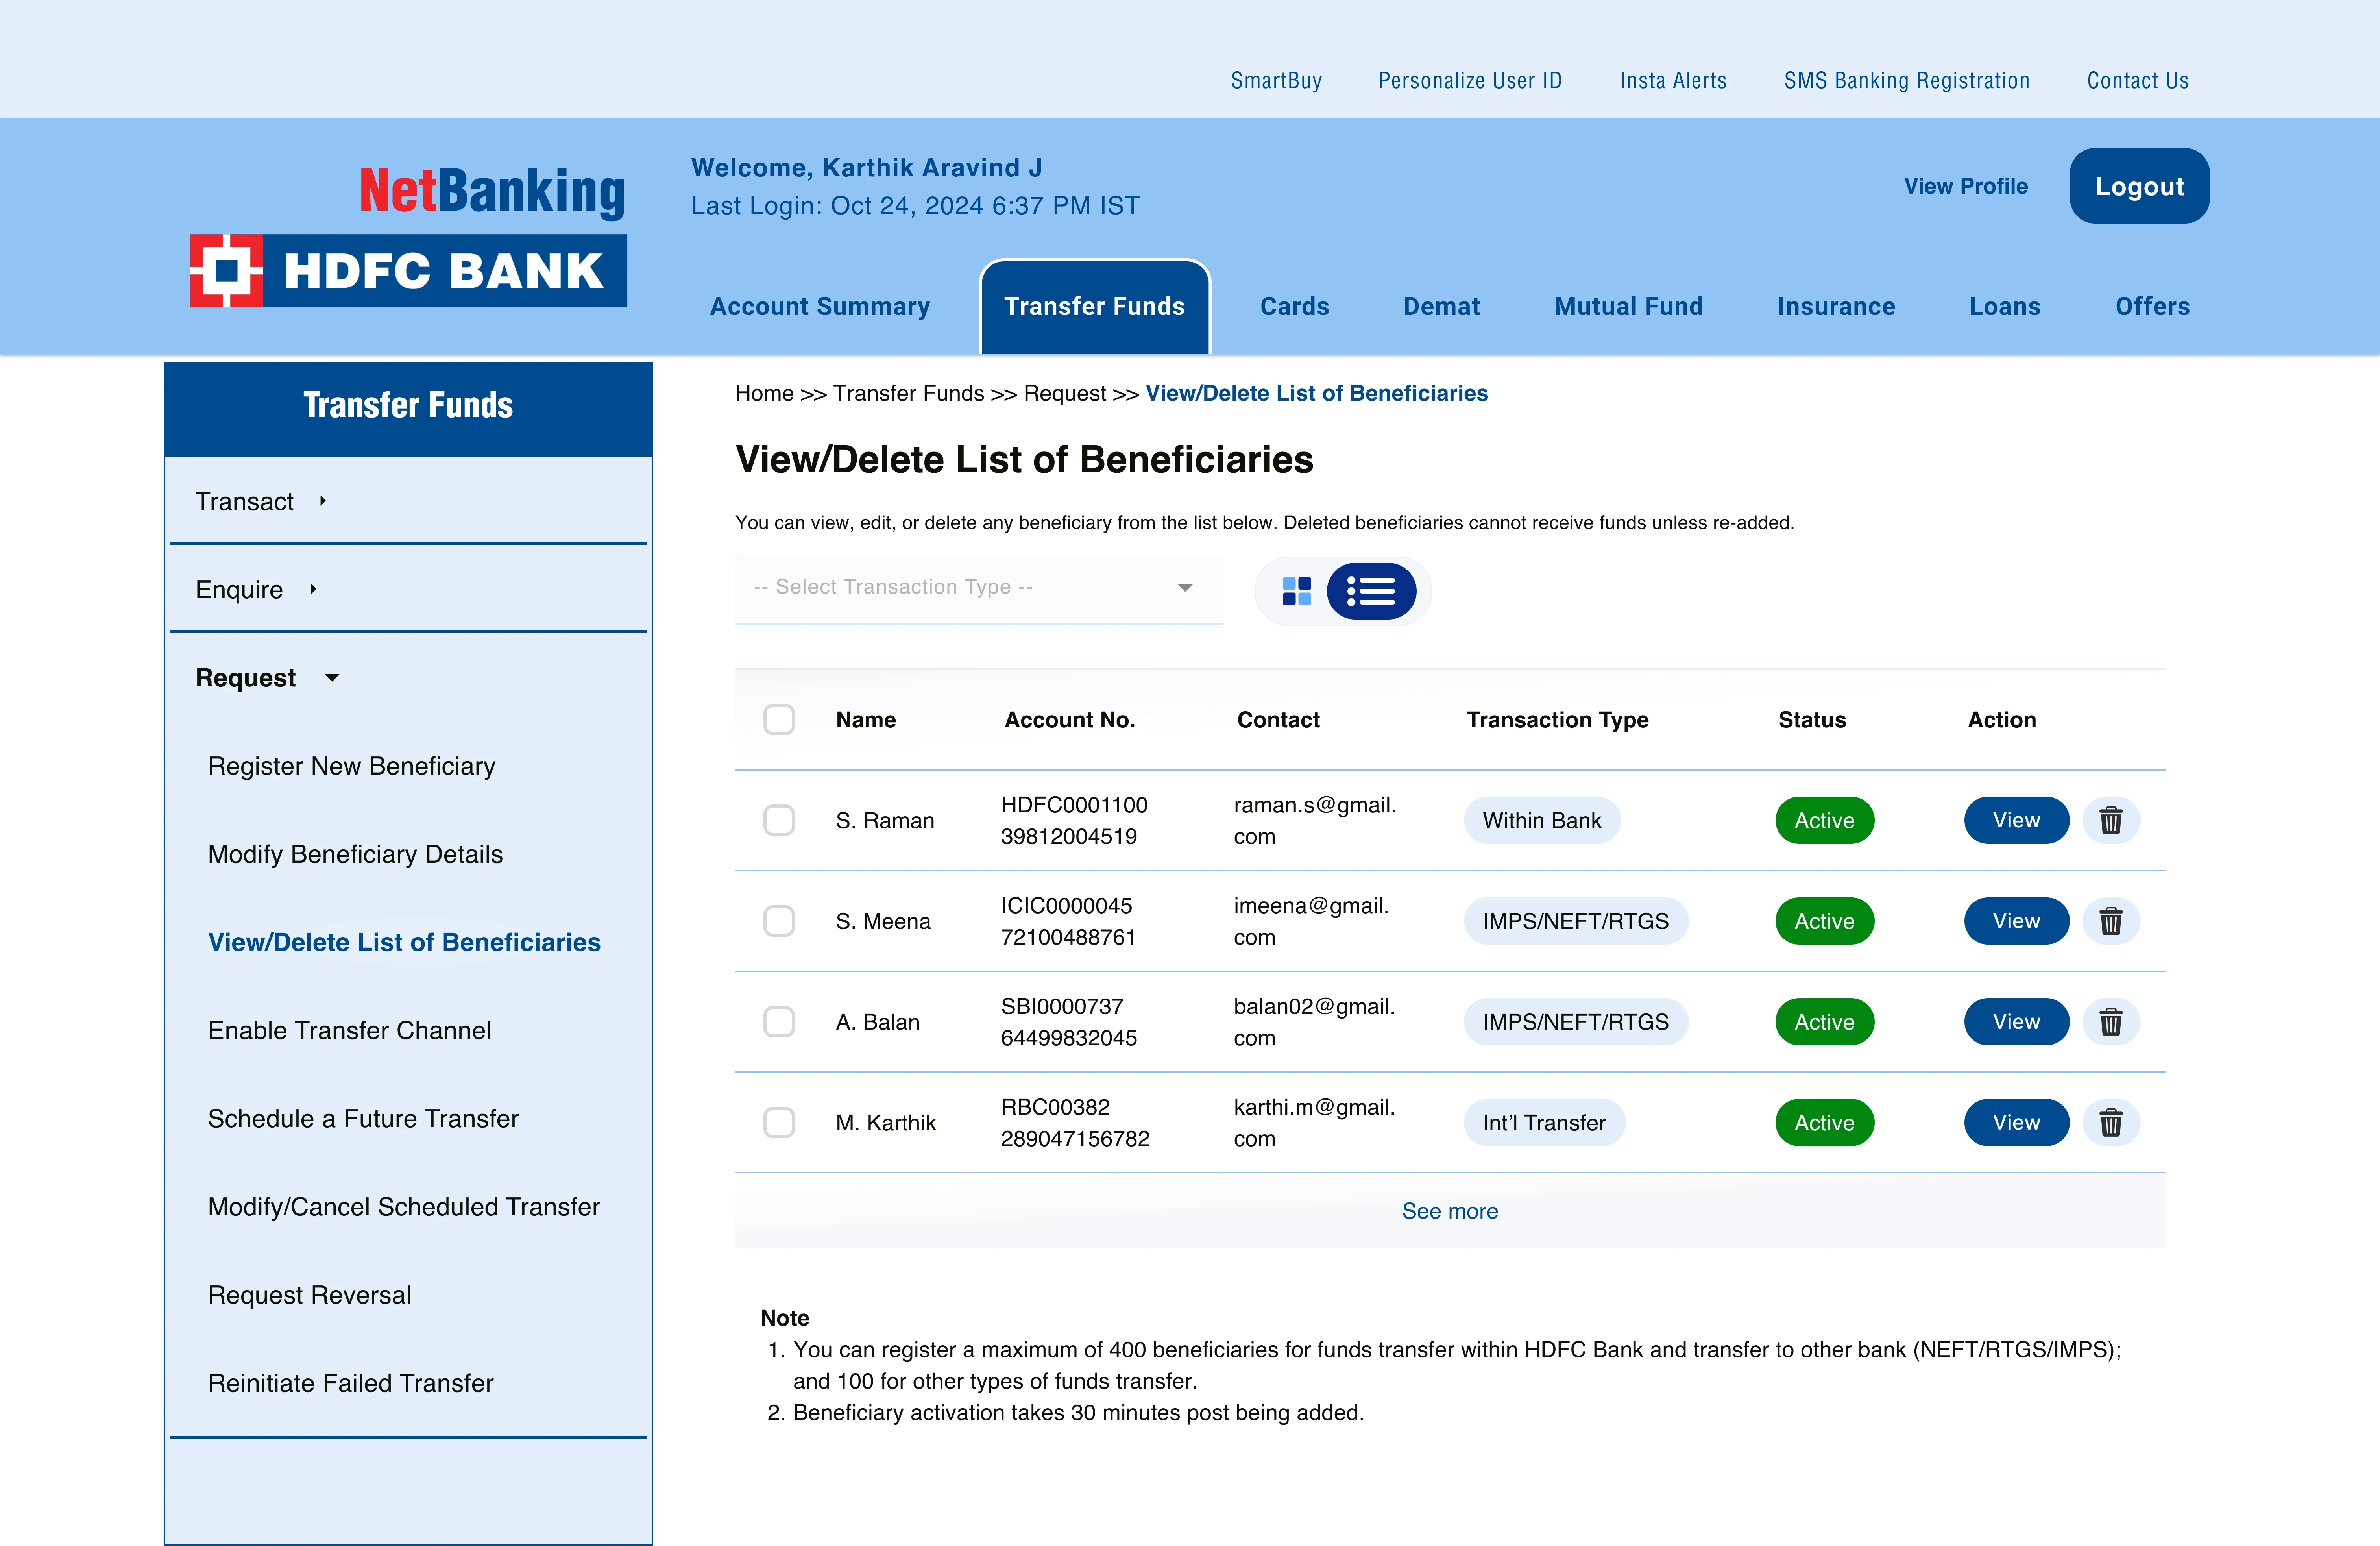 SmartBuy Personalize User ID Insta Alerts SMS Banking Registration Contact Us
NetBanking
HDFC BANK
Welcome, Karthik Aravind J
Last Login: Oct 24, 2024 6:37 PM IST
View Profile Logout
Account Summary Transfer Funds Cards Demat Mutual Fund Insurance Loans Offers
Transfer Funds
Transact
Enquire
Request
Register New Beneficiary
Modify Beneficiary Details
View/Delete List of Beneficiaries
Enable Transfer Channel
Schedule a Future Transfer
Modify/Cancel Scheduled Transfer
Request Reversal
Reinitiate Failed Transfer
Home >> Transfer Funds >> Request >> View/Delete List of Beneficiaries
View/Delete List of Beneficiaries
You can view, edit, or delete any beneficiary from the list below. Deleted beneficiaries cannot receive funds unless re-added.
-- Select Transaction Type --
Name Account No. Contact Transaction Type Status Action
S. Raman HDFC0001100 raman.s@gmail. Within Bank Active View
39812004519 com
S. Meena ICIC0000045 imeena@gmail. IMPS/NEFT/RTGS Active View
72100488761 com
A. Balan SBI0000737 balan02@gmail. IMPS/NEFT/RTGS Active View
64499832045 com
M. Karthik RBC00382 karthi.m@gmail. Int'l Transfer Active View
289047156782 com
See more
Note
1. You can register a maximum of 400 beneficiaries for funds transfer within HDFC Bank and transfer to other bank (NEFT/RTGS/IMPS);
and 100 for other types of funds transfer.
2. Beneficiary activation takes 30 minutes post being added.